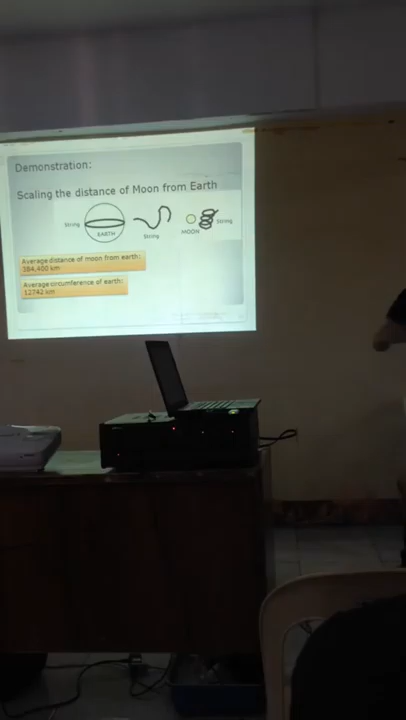 Demonstration:
Scaling the distance of Moon from Earth
String
EARTH
String
MOON
String
Average distance of moon from earth:
384,400 km
Average circumference of earth:
12742 km